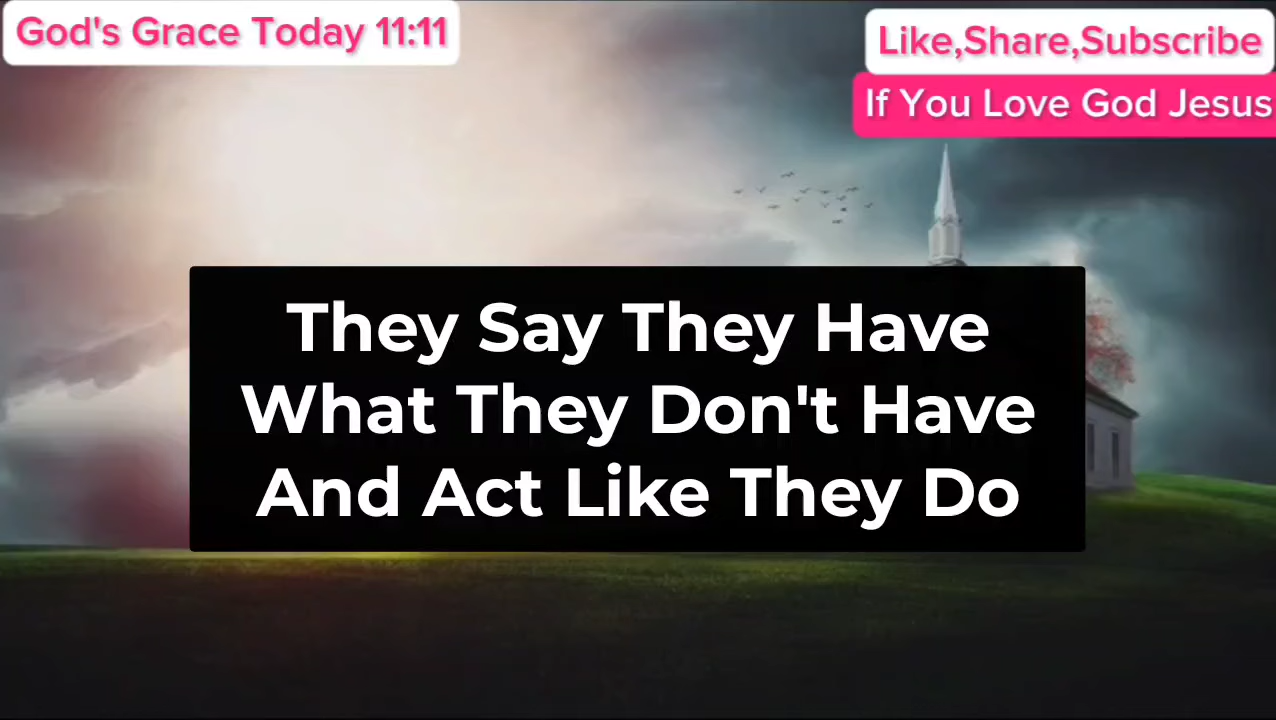 God's Grace Today 11:11
Like,Share,Subscribe
If You Love God Jesus
They Say They Have
What They Don't Have
And Act Like They Do